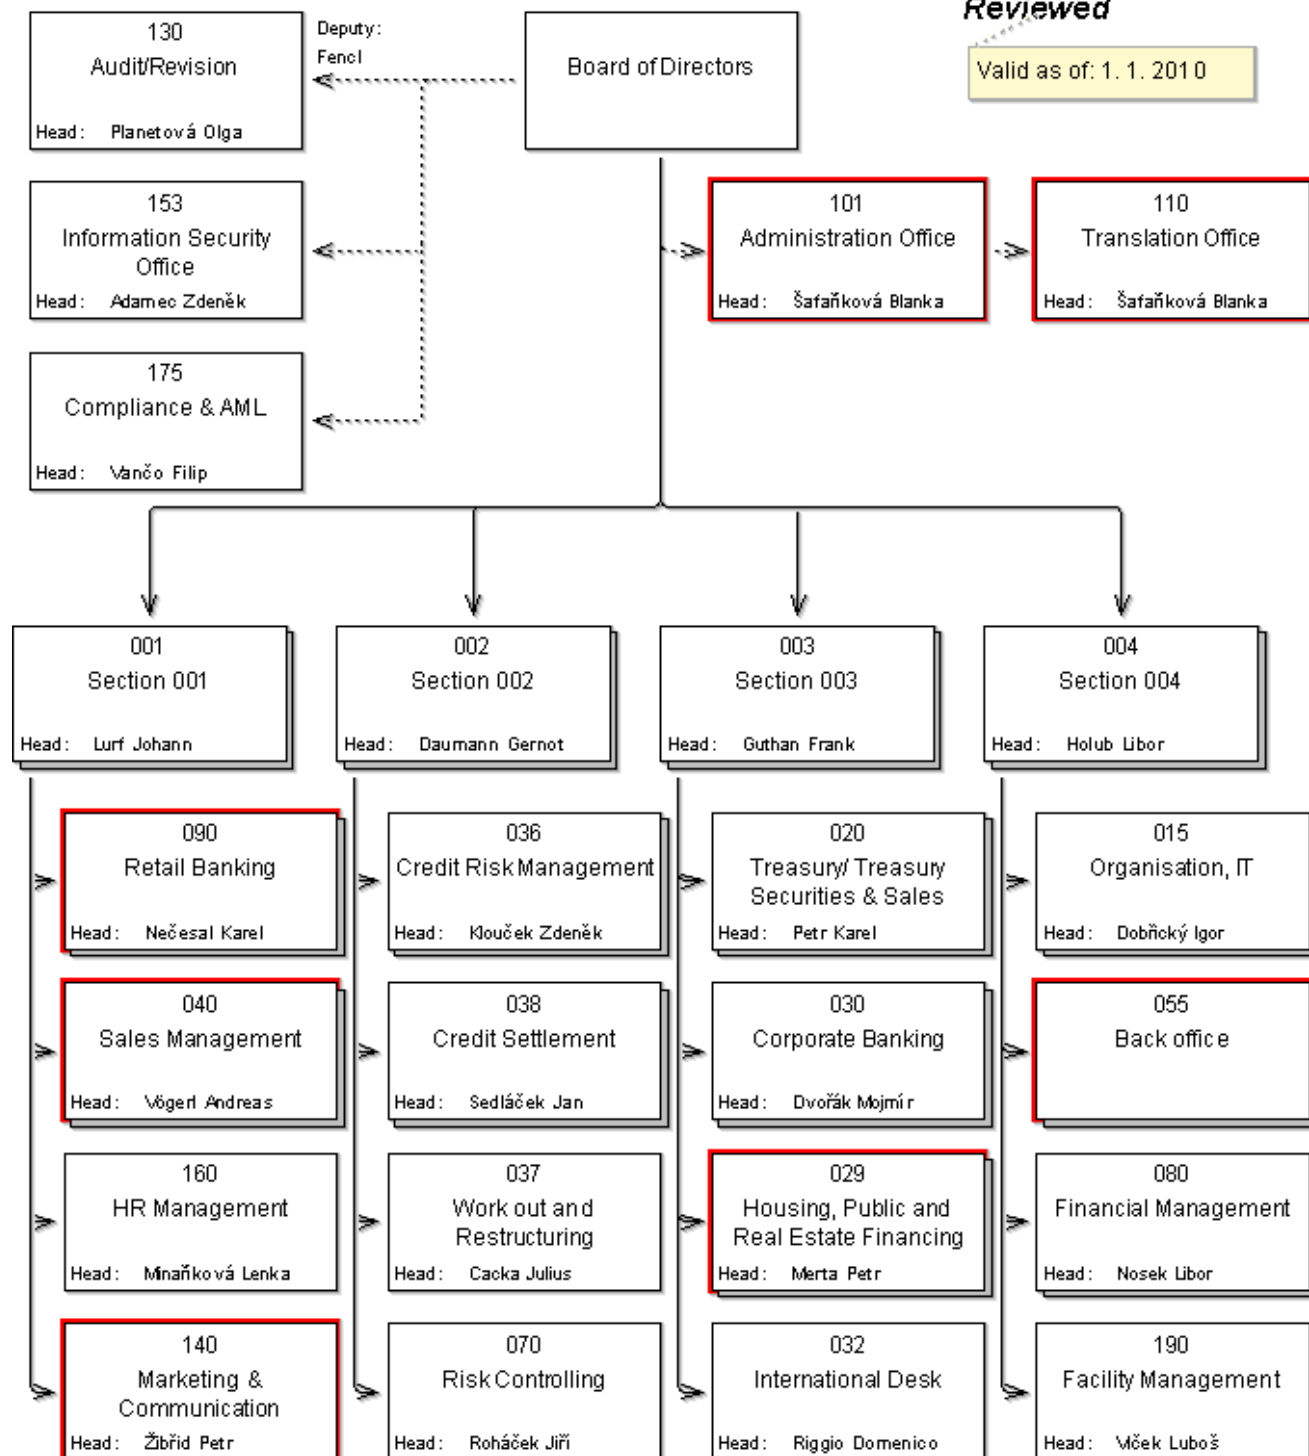 Reviewed
Valid as of: 1. 1. 2010
130
Audit/Revision
Head: Planetová Olga
Deputy:
Fencl
Board of Directors
153
Information Security
Office
Head: Adamec Zdeněk
101
Administration Office
Head: Šafaňková Blanka
110
Translation Office
Head: Šafaňková Blanka
175
Compliance & AML
Head: Vančo Filip
001
Section 001
Head: Lurf Johann
002
Section 002
Head: Daumann Gernot
003
Section 003
Head: Guthan Frank
004
Section 004
Head: Holub Libor
090
Retail Banking
Head: Nečesal Karel
036
Credit Risk Management
Head: Klouček Zdeněk
020
Treasury/ Treasury
Securities & Sales
Head: Petr Karel
015
Organisation, IT
Head: Dobřický Igor
040
Sales Management
Head: Vögerl Andreas
038
Credit Settlement
Head: Sedláček Jan
030
Corporate Banking
Head: Dvořák Mojmír
055
Back office
160
HR Management
Head: Minaňková Lenka
037
Work out and
Restructuring
Head: Cacka Julius
029
Housing, Public and
Real Estate Financing
Head: Merta Petr
080
Financial Management
Head: Nosek Libor
140
Marketing &
Communication
Head: Žibřid Petr
070
Risk Controlling
Head: Roháček Jiří
032
International Desk
Head: Riggio Domenico
190
Facility Management
Head: Vlček Luboš